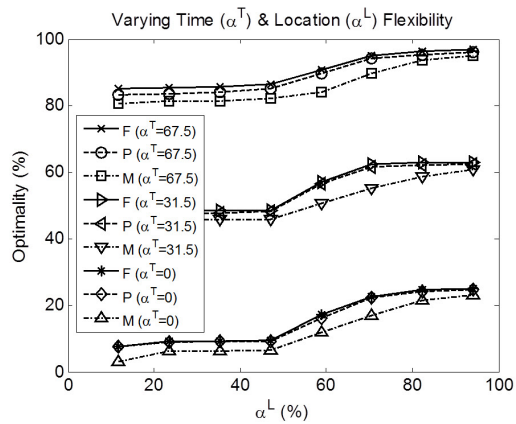 Varying Time (α^T) & Location (α^L) Flexibility
Optimality (%)
100
80
60
40
20
0
F (α^T=67.5)
P (α^T=67.5)
M (α^T=67.5)
F (α^T=31.5)
P (α^T=31.5)
M (α^T=31.5)
F (α^T=0)
P (α^T=0)
M (α^T=0)
0 20 40 60 80 100
α^L (%)